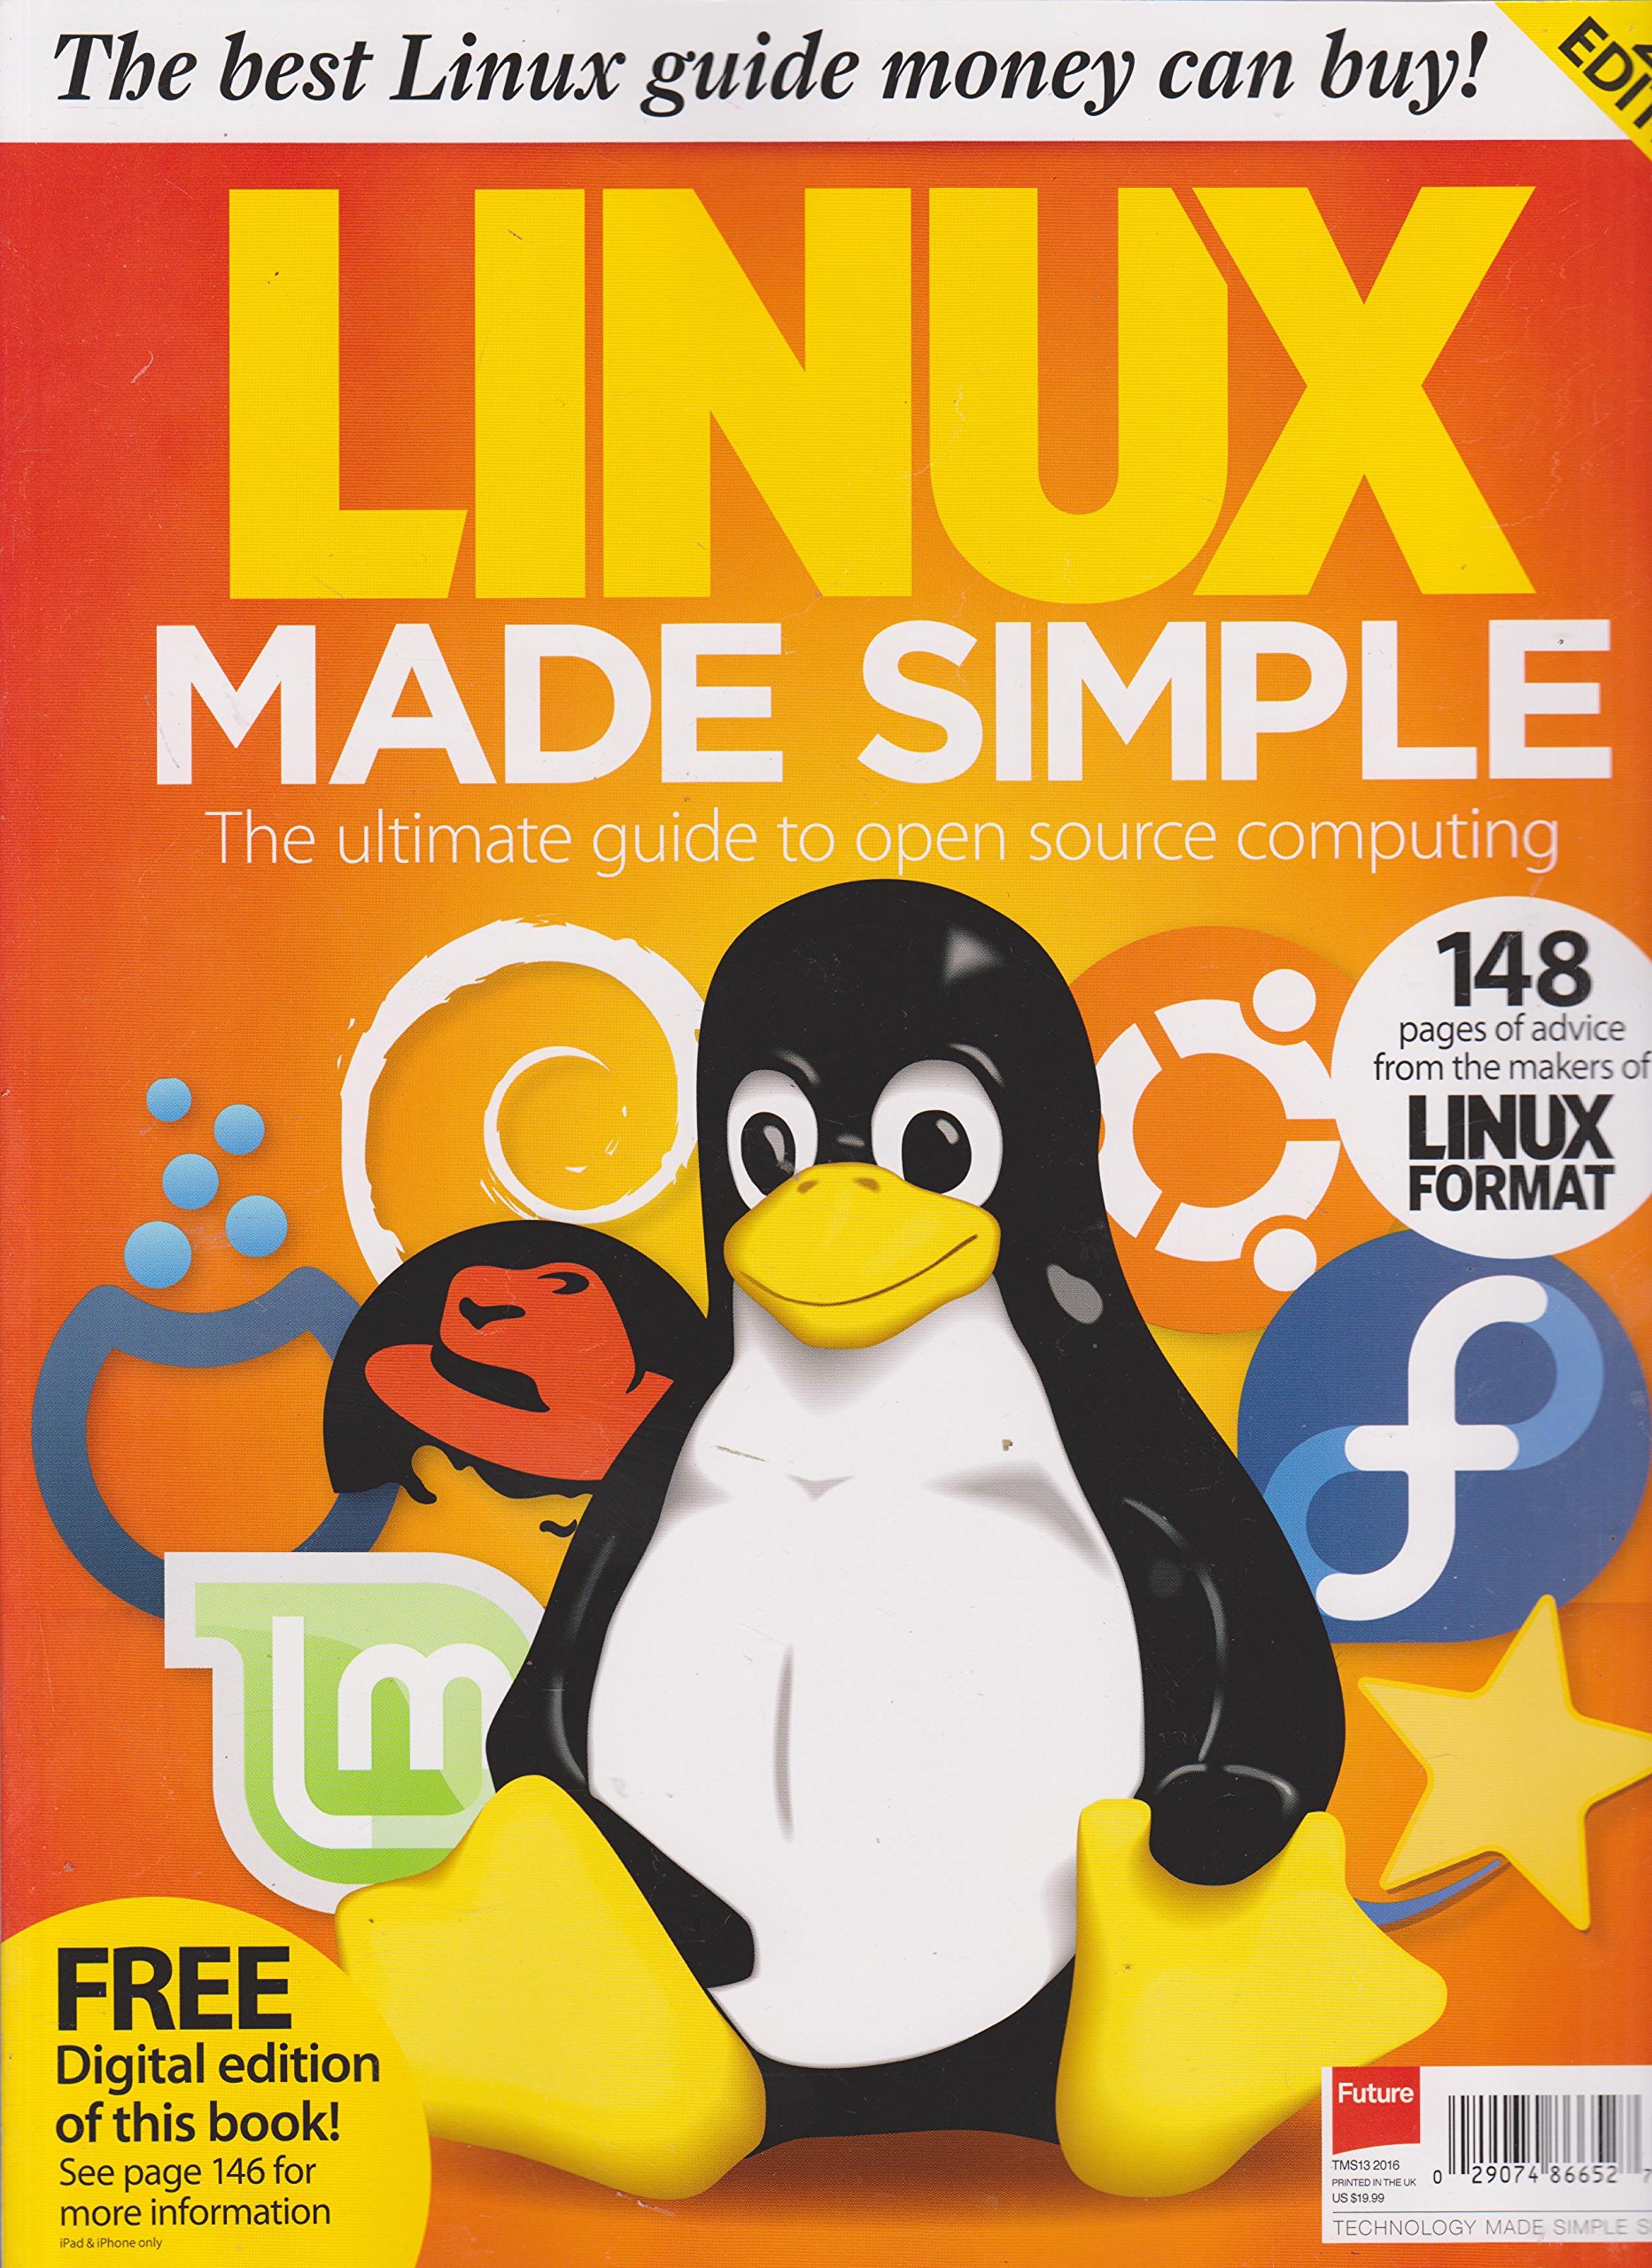 The best Linux guide money can buy!
LINUX
MADE SIMPLE
The ultimate guide to open source computing
148
pages of advice
from the makers of
LINUX
FORMAT
lm
FREE
Digital edition
of this book!
See page 146 for
more information
iPad & iPhone only
Future
TMS13 2016
PRINTED IN THE UK
US $19.99
0 29074 86652 7
TECHNOLOGY MADE SIMPLE